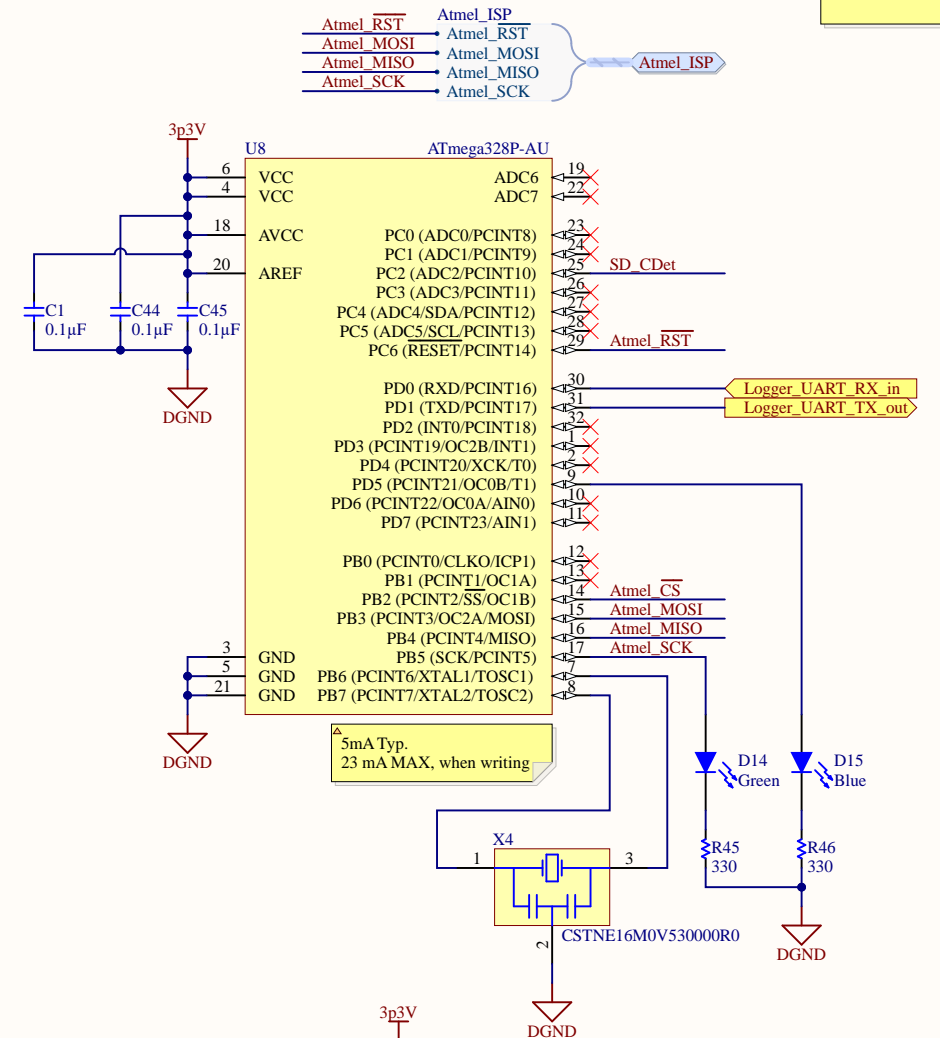 Atmel_ISP
Atmel_RST Atmel_RST
Atmel_MOSI Atmel_MOSI
Atmel_MISO Atmel_MISO Atmel_ISP
Atmel_SCK Atmel_SCK
3p3V
U8 ATmega328P-AU
6 VCC ADC6 19
4 VCC ADC7 22
18 AVCC PC0 (ADC0/PCINT8) 23
PC1 (ADC1/PCINT9) 24
20 AREF PC2 (ADC2/PCINT10) 25 SD_CDet
PC3 (ADC3/PCINT11) 26
C1 C44 C45 PC4 (ADC4/SDA/PCINT12) 27
0.1µF 0.1µF 0.1µF PC5 (ADC5/SCL/PCINT13) 28
PC6 (RESET/PCINT14) 29 Atmel_RST
PD0 (RXD/PCINT16) 30 Logger_UART_RX_in
DGND PD1 (TXD/PCINT17) 31 Logger_UART_TX_out
PD2 (INT0/PCINT18) 32
PD3 (PCINT19/OC2B/INT1) 1
PD4 (PCINT20/XCK/T0) 2
PD5 (PCINT21/OC0B/T1) 9
PD6 (PCINT22/OC0A/AIN0) 10
PD7 (PCINT23/AIN1) 11
PB0 (PCINT0/CLKO/ICP1) 12
PB1 (PCINT1/OC1A) 13
PB2 (PCINT2/SS/OC1B) 14 Atmel_CS
PB3 (PCINT3/OC2A/MOSI) 15 Atmel_MOSI
PB4 (PCINT4/MISO) 16 Atmel_MISO
3 GND PB5 (SCK/PCINT5) 17 Atmel_SCK
5 GND PB6 (PCINT6/XTAL1/TOSC1) 7
21 GND PB7 (PCINT7/XTAL2/TOSC2) 8
DGND
5mA Typ.
23 mA MAX, when writing
D14 D15
Green Blue
X4
R45 R46
330 330
1 3
2
CSTNE16M0V530000R0
DGND
3p3V
DGND